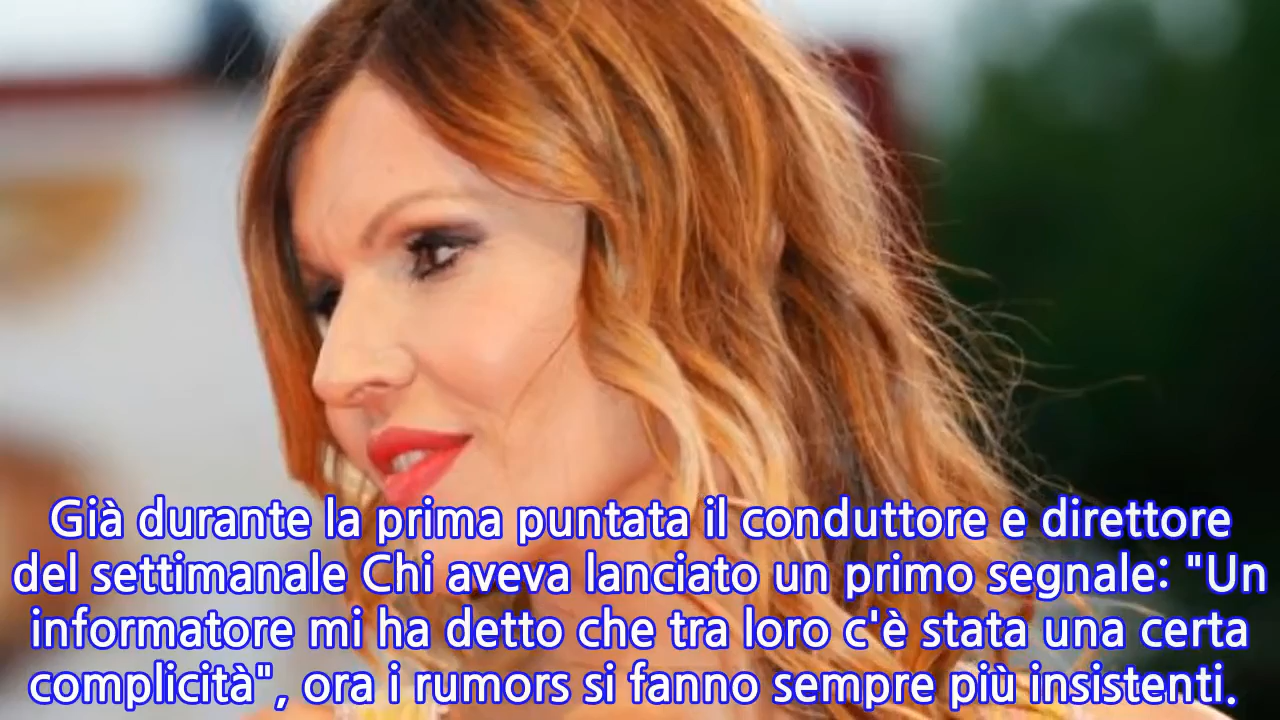 Già durante la prima puntata il conduttore e direttore
del settimanale Chi aveva lanciato un primo segnale: "Un
informatore mi ha detto che tra loro c'è stata una certa
complicità", ora i rumors si fanno sempre più insistenti.